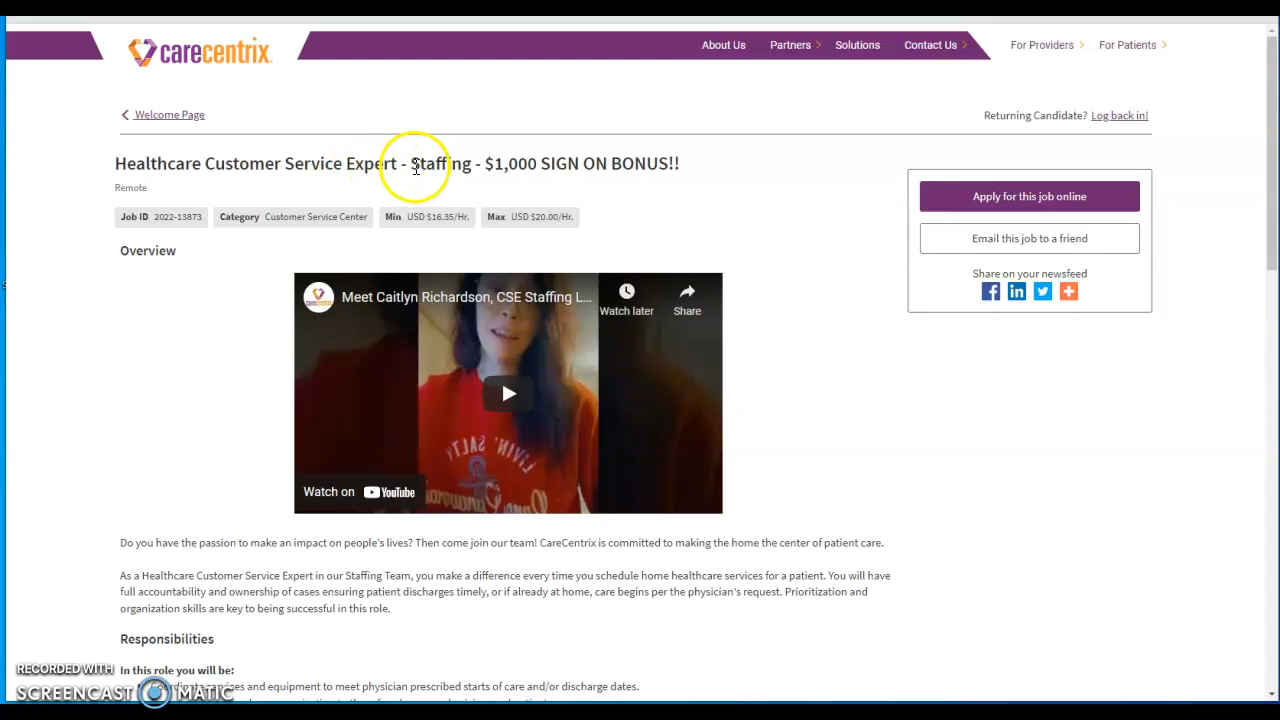 carecentrix
About Us Partners Solutions Contact Us For Providers For Patients
Welcome Page
Returning Candidate? Log back in!
Healthcare Customer Service Expert - Staffing - $1,000 SIGN ON BONUS!!
Remote
Job ID 2022-13873 Category Customer Service Center Min USD $16.35/Hr. Max USD $20.00/Hr.
Apply for this job online
Email this job to a friend
Share on your newsfeed
Overview
Meet Caitlyn Richardson, CSE Staffing L...
Watch later
Share
LIVIN' SALTY
Watch on YouTube
Do you have the passion to make an impact on people's lives? Then come join our team! CareCentrix is committed to making the home the center of patient care.
As a Healthcare Customer Service Expert in our Staffing Team, you make a difference every time you schedule home healthcare services for a patient. You will have
full accountability and ownership of cases ensuring patient discharges timely, or if already at home, care begins per the physician's request. Prioritization and
organization skills are key to being successful in this role.
Responsibilities
In this role you will be:
Coordinate services and equipment to meet physician prescribed starts of care and/or discharge dates.
RECORDED WITH
SCREENCAST MATIC